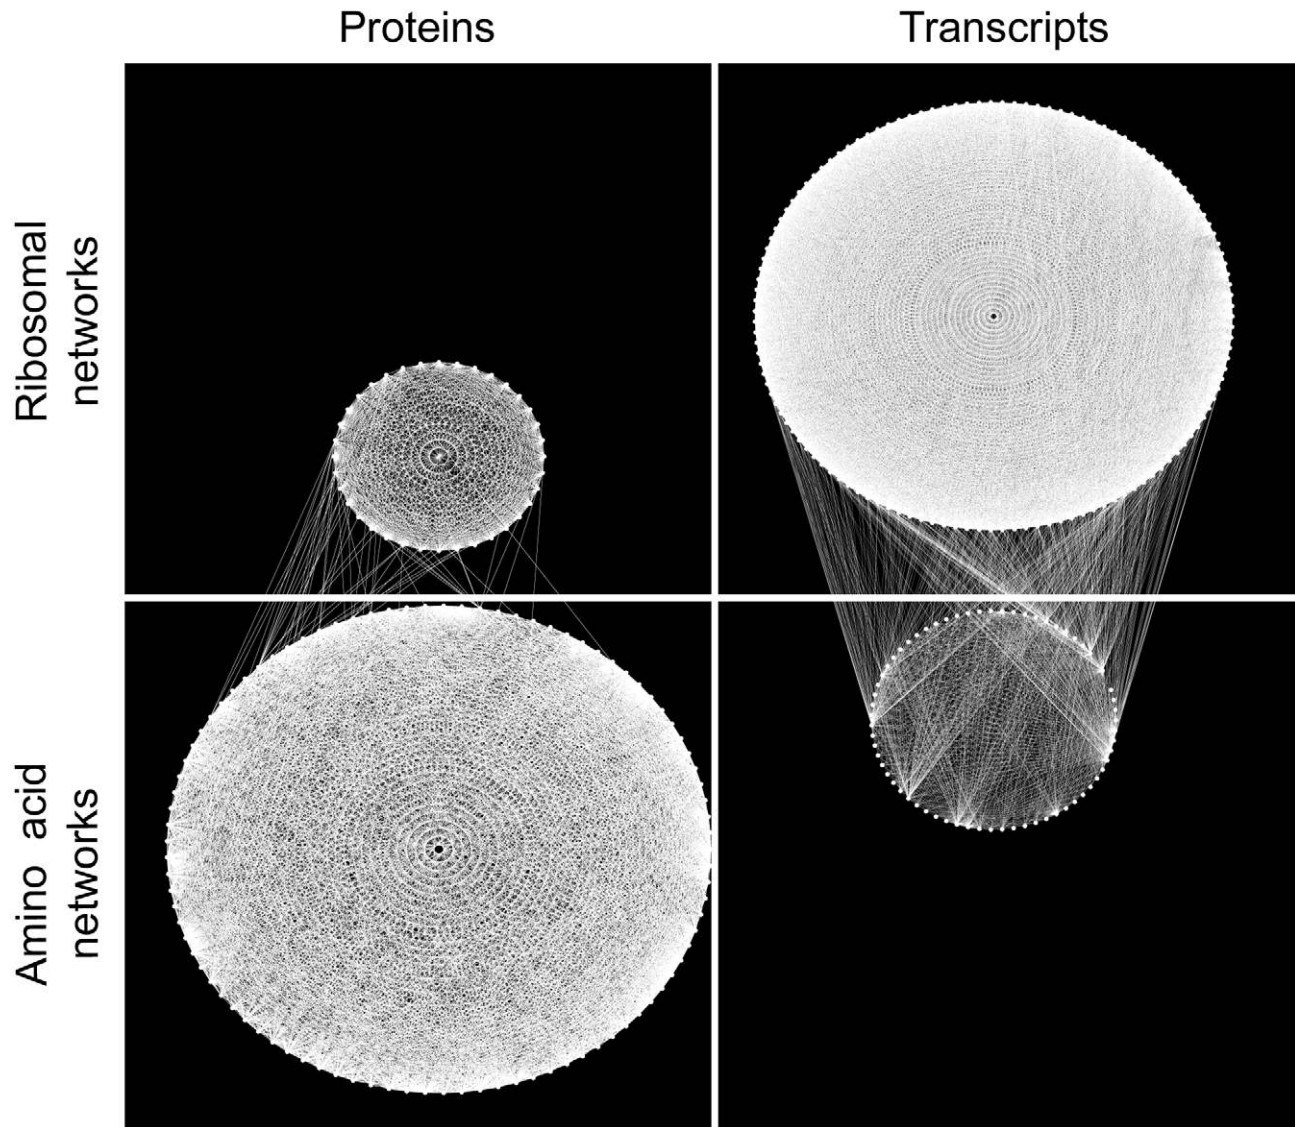 Proteins
Transcripts
Ribosomal
networks
Amino acid
networks